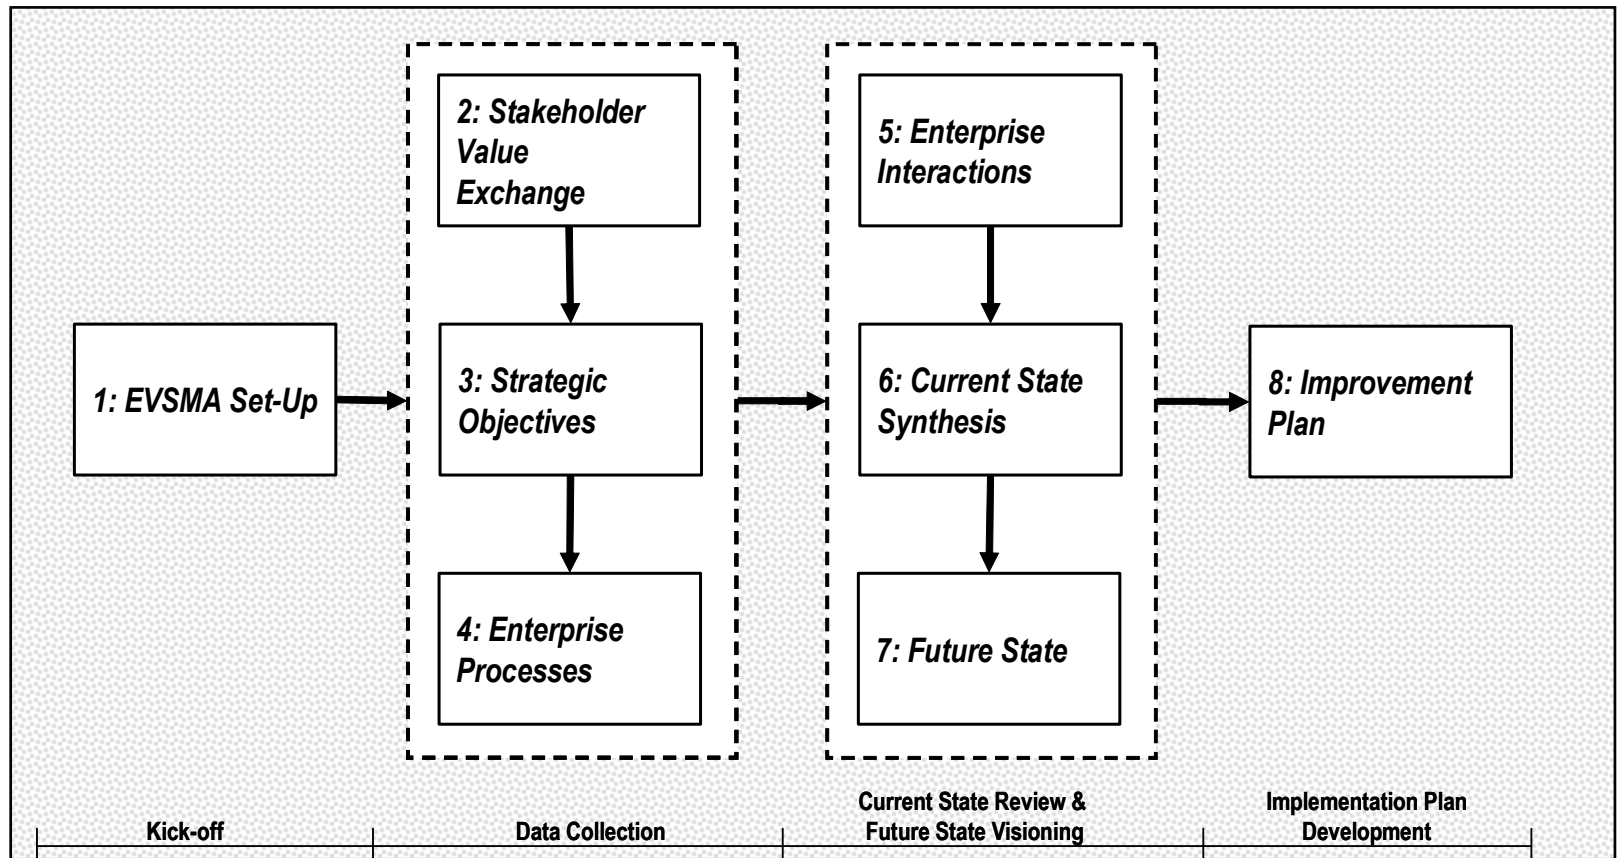 2: Stakeholder
Value
Exchange
5: Enterprise
Interactions
1: EVSMA Set-Up
3: Strategic
Objectives
6: Current State
Synthesis
8: Improvement
Plan
4: Enterprise
Processes
7: Future State
Kick-off
Data Collection
Current State Review &
Future State Visioning
Implementation Plan
Development